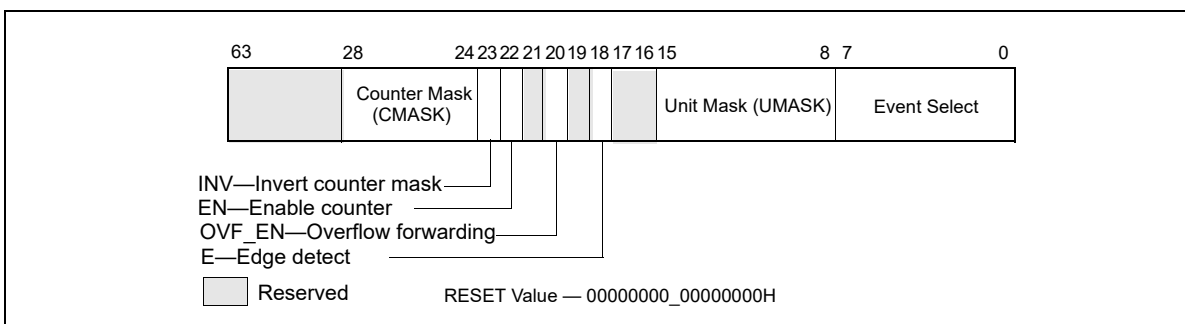 63 28 24 23 22 21 20 19 18 17 16 15 8 7 0
Counter Mask
(CMASK)
Unit Mask (UMASK)
Event Select
INV—Invert counter mask
EN—Enable counter
OVF_EN—Overflow forwarding
E—Edge detect
Reserved
RESET Value — 00000000_00000000H